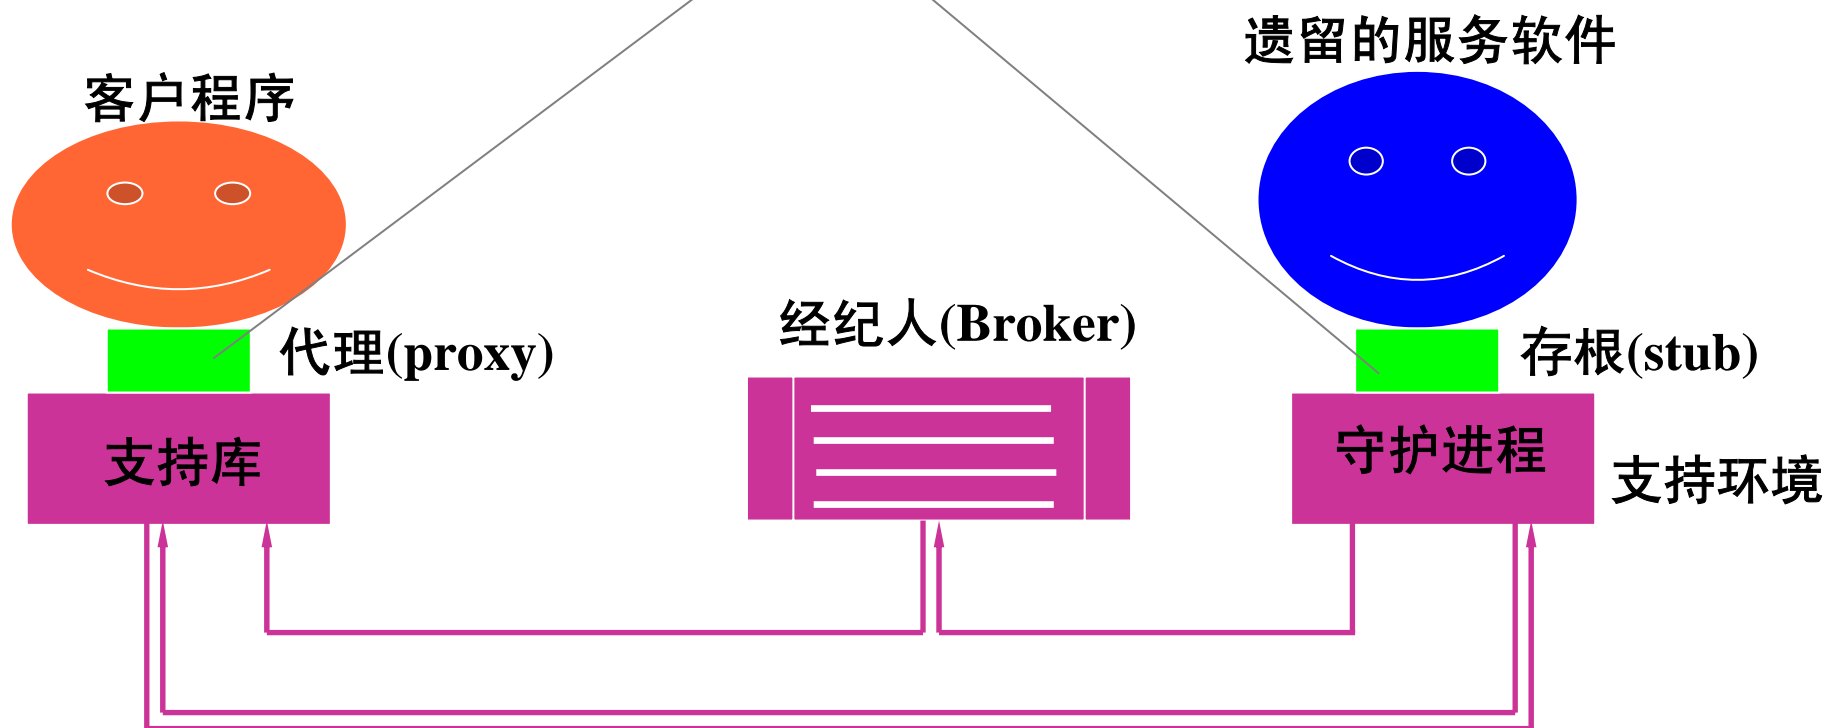 遗留的服务软件
客户程序
经纪人(Broker)
代理(proxy)
存根(stub)
支持库
守护进程
支持环境